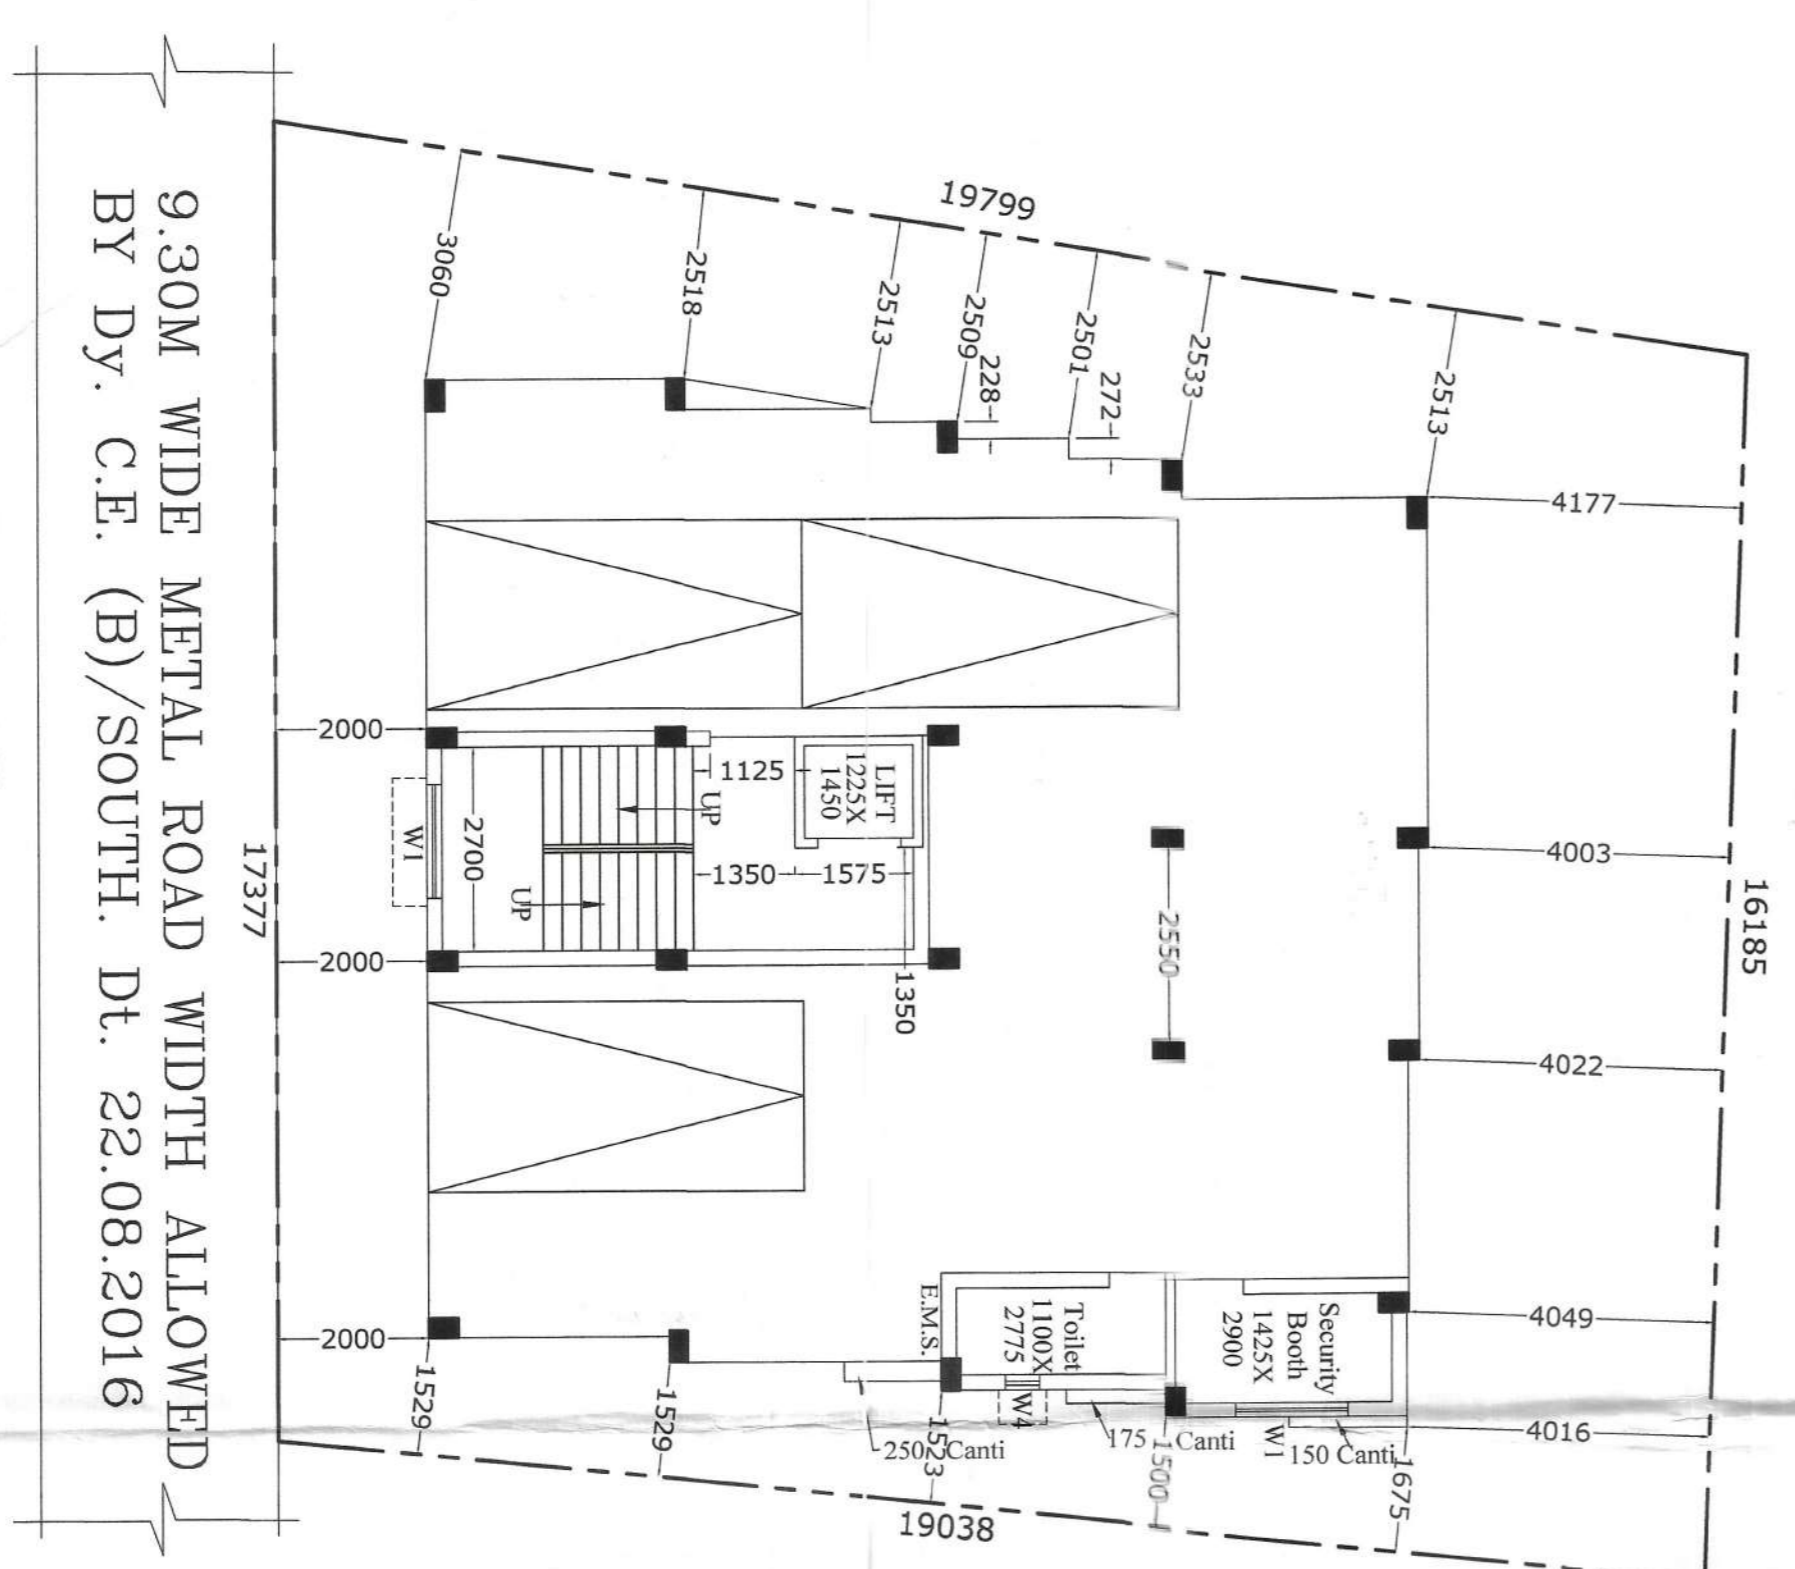 9.30M WIDE METAL ROAD WIDTH ALLOWED
BY Dy. C.E. (B)/SOUTH. Dt. 22.08.2016
19799
3060
2518
2513
2509
228
2501
272
2533
2513
4177
4003
16185
4022
4049
4016
17377
2000
2000
2000
W1
2700
UP
UP
1125
LIFT
1225X
1450
1350
1575
1350
2550
E.M.S.
Toilet
1100X
2775
W4
Security
Booth
1425X
2900
W1
1529
1529
250 Canti
1523
175 Canti
1500
150 Canti
1675
19038